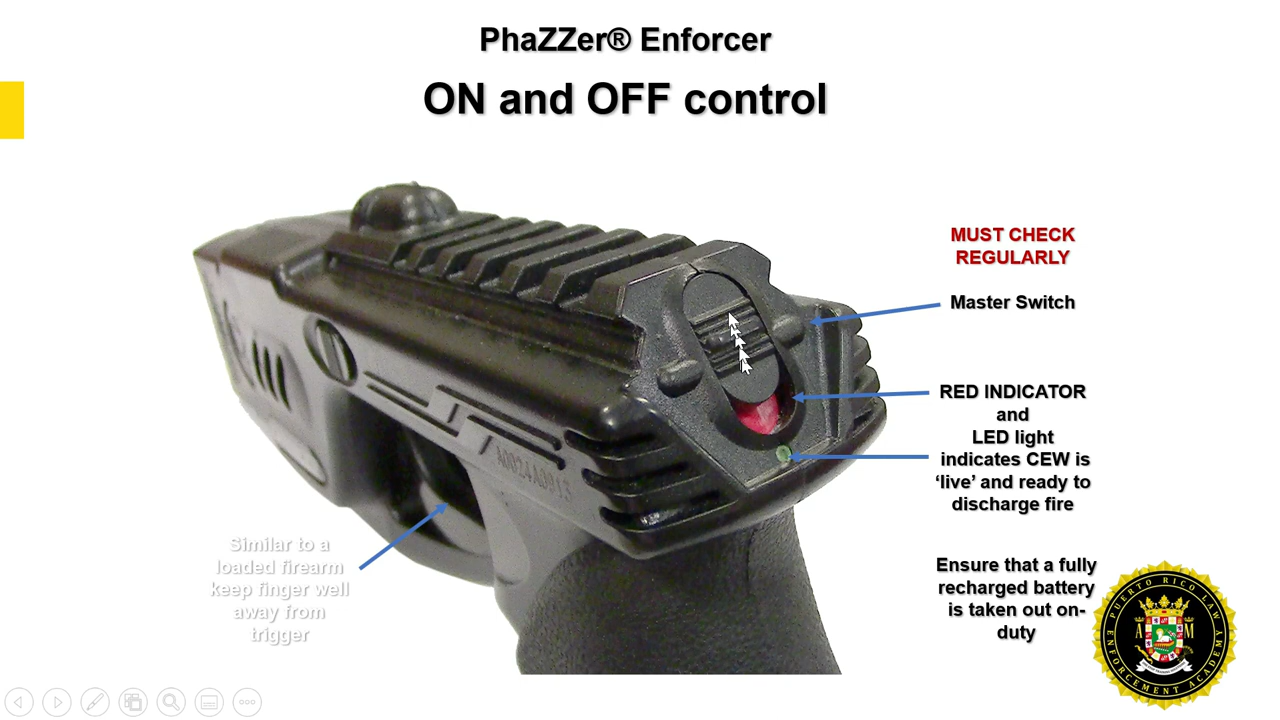 PhaZZer® Enforcer
ON and OFF control
MUST CHECK
REGULARLY
Master Switch
RED INDICATOR
and
LED light
indicates CEW is
‘live’ and ready to
discharge fire
A0024A0913
Similar to a
loaded firearm
keep finger well
away from
trigger
Ensure that a fully
recharged battery
is taken out on-
duty
PUERTO RICO LAW
ENFORCEMENT ACADEMY
A M